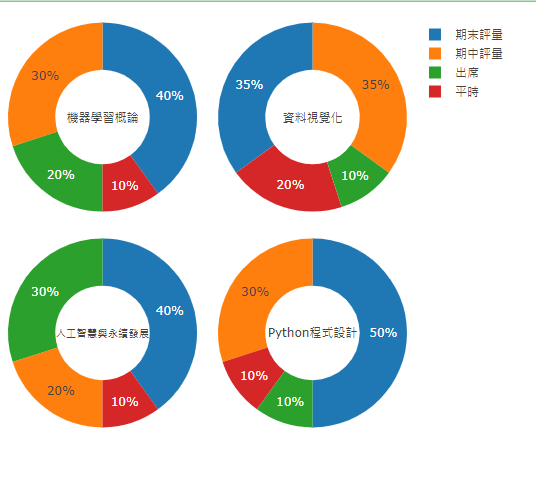 期末評量
期中評量
出席
平時
30%
40%
機器學習概論
20%
10%
35%
35%
資料視覺化
20%
10%
30%
40%
人工智慧與永續發展
20%
10%
30%
50%
Python程式設計
10%
10%